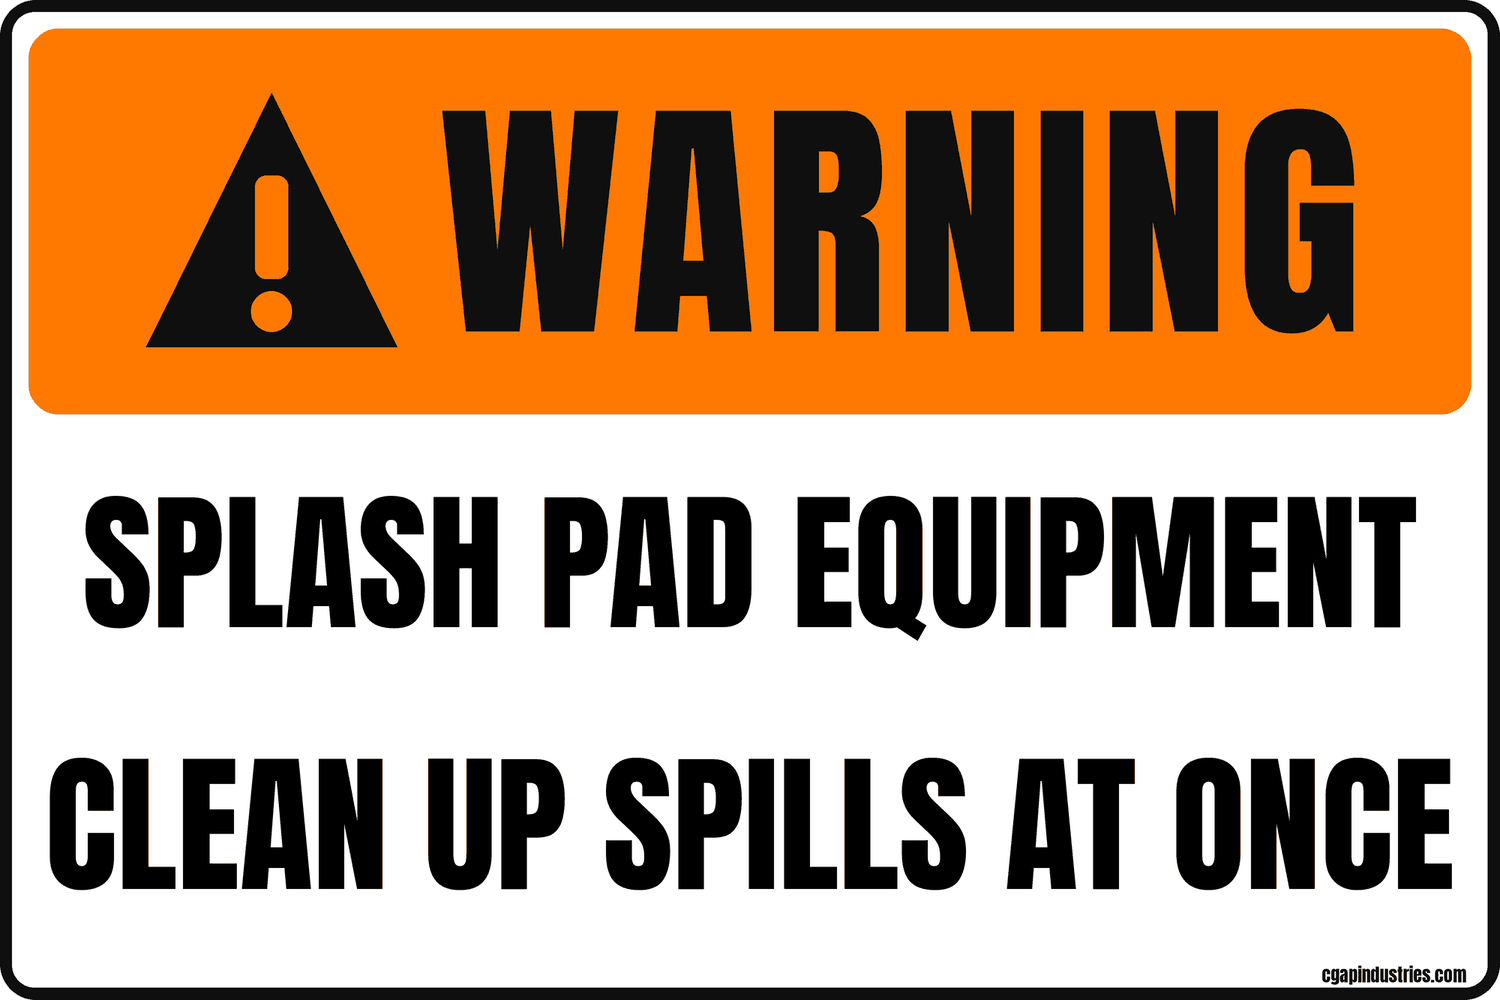 WARNING
SPLASH PAD EQUIPMENT
CLEAN UP SPILLS AT ONCE
cgapindustries.com